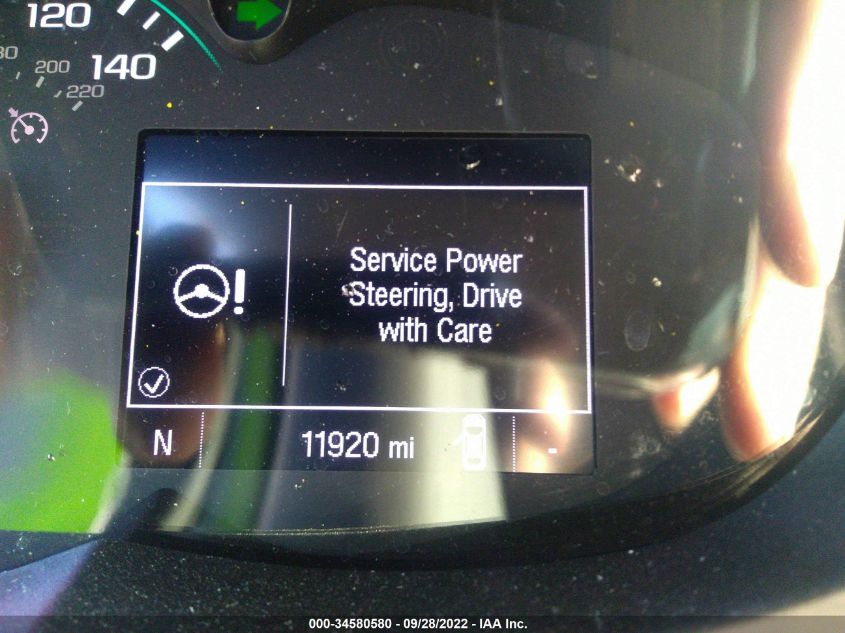 120
140
200
220
Service Power
Steering, Drive
with Care
N
11920 mi
-
000-34580580 - 09/28/2022 - IAA Inc.